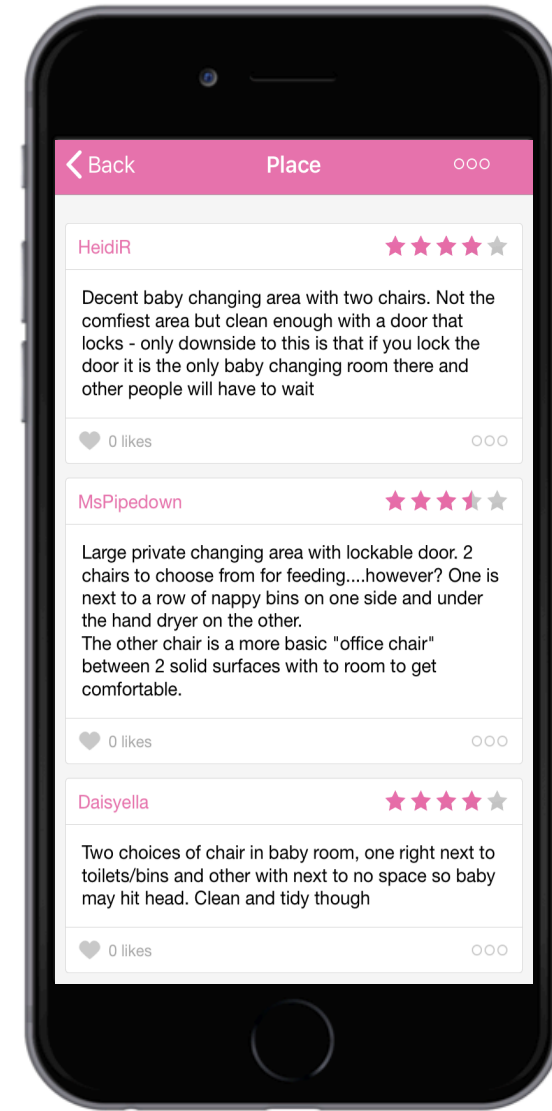 Back
Place
HeidiR
Decent baby changing area with two chairs. Not the
comfiest area but clean enough with a door that
locks - only downside to this is that if you lock the
door it is the only baby changing room there and
other people will have to wait
0 likes
MsPipedown
Large private changing area with lockable door. 2
chairs to choose from for feeding....however? One is
next to a row of nappy bins on one side and under
the hand dryer on the other.
The other chair is a more basic "office chair"
between 2 solid surfaces with to room to get
comfortable.
0 likes
Daisyella
Two choices of chair in baby room, one right next to
toilets/bins and other with next to no space so baby
may hit head. Clean and tidy though
0 likes